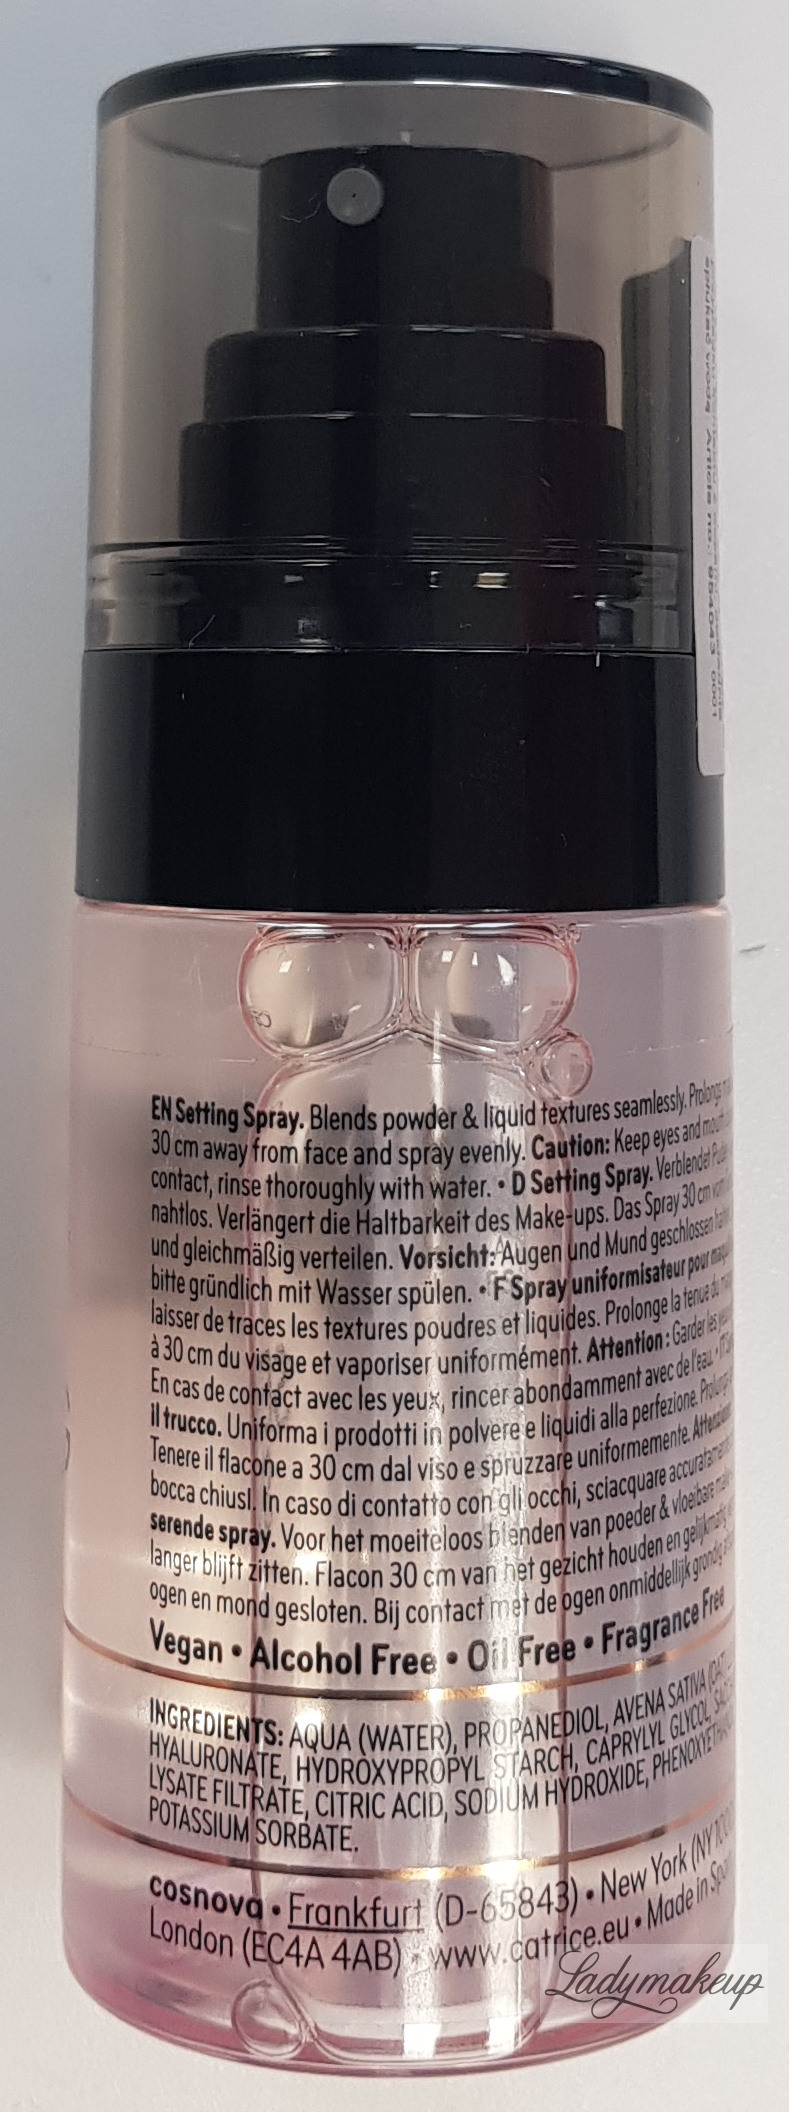 EN Setting Spray. Blends powder & liquid textures seamlessly. Prolongs
30 cm away from face and spray evenly. Caution: Keep eyes and mouth
contact, rinse thoroughly with water. • D Setting Spray. Verblendet
nahtlos. Verlängert die Haltbarkeit des Make-ups. Das Spray 30 cm vom
und gleichmäßig verteilen. Vorsicht: Augen und Mund geschlossen
bitte gründlich mit Wasser spülen. • F Spray uniformisateur pour
laisser de traces les textures poudres et liquides. Prolonge la tenue du
à 30 cm du visage et vaporiser uniformément. Attention : Garder les
En cas de contact avec les yeux, rincer abondamment avec de l'eau. •
il trucco. Uniforma i prodotti in polvere e liquidi alla perfezione.
Tenere il flacone a 30 cm dal viso e spruzzare uniformemente.
bocca chiusI. In caso di contatto con gli occhi, sciacquare
serende spray. Voor het moeiteloos blenden van poeder & vloeibare
langer blijft zitten. Flacon 30 cm van het gezicht houden en gelijkmatig
ogen en mond gesloten. Bij contact met de ogen onmiddellijk grondig
Vegan • Alcohol Free • Oil Free • Fragrance Free
INGREDIENTS: AQUA (WATER), PROPANEDIOL, AVENA SATIVA (OAT)
HYALURONATE, HYDROXYPROPYL STARCH, CAPRYLYL GLYCOL,
LYSATE FILTRATE, CITRIC ACID, SODIUM HYDROXIDE,
POTASSIUM SORBATE.
cosnova • Frankfurt (D-65843) • New York (NY
London (EC4A 4AB) • www.catrice.eu • Made in
Article no.: 954043 0001
Ladymakeup